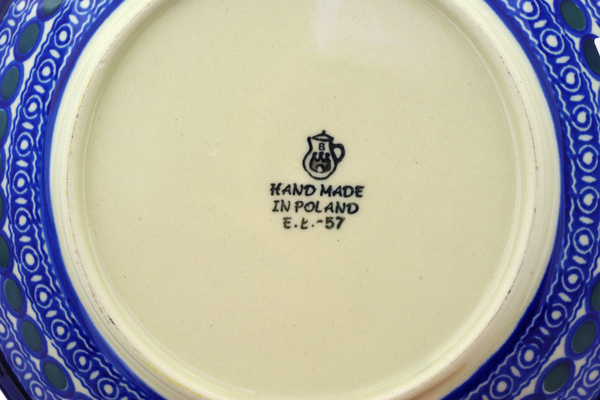 B
HAND MADE
IN POLAND
E.Ł.-57